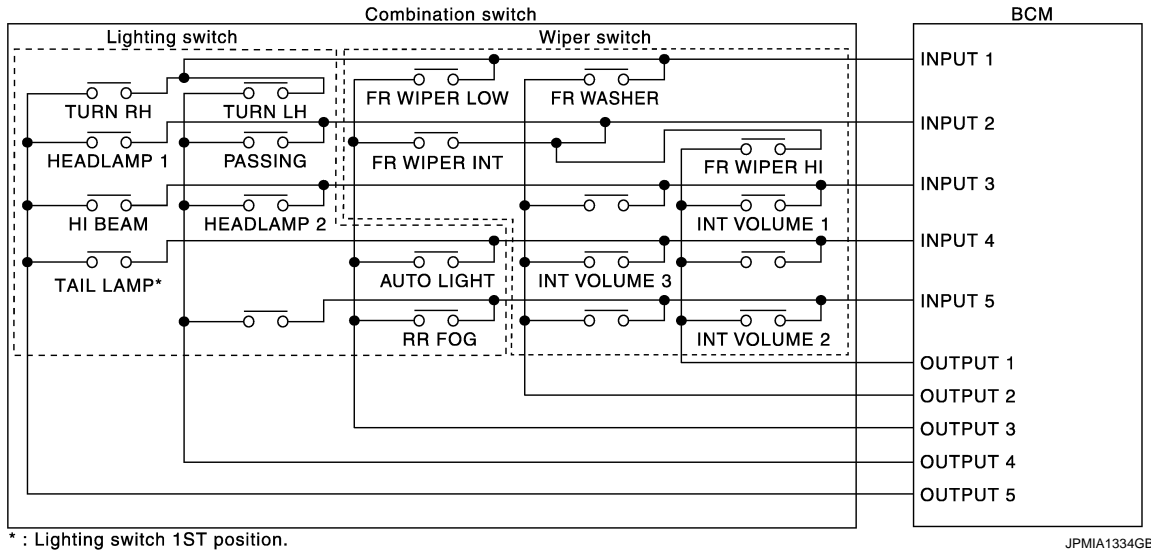 Combination switch
BCM
Lighting switch
Wiper switch
INPUT 1
TURN RH
TURN LH
FR WIPER LOW
FR WASHER
INPUT 2
HEADLAMP 1
PASSING
FR WIPER INT
FR WIPER HI
INPUT 3
HI BEAM
HEADLAMP 2
INT VOLUME 1
INPUT 4
TAIL LAMP*
AUTO LIGHT
INT VOLUME 3
INPUT 5
RR FOG
INT VOLUME 2
OUTPUT 1
OUTPUT 2
OUTPUT 3
OUTPUT 4
OUTPUT 5
* : Lighting switch 1ST position.
JPMIA1334GB